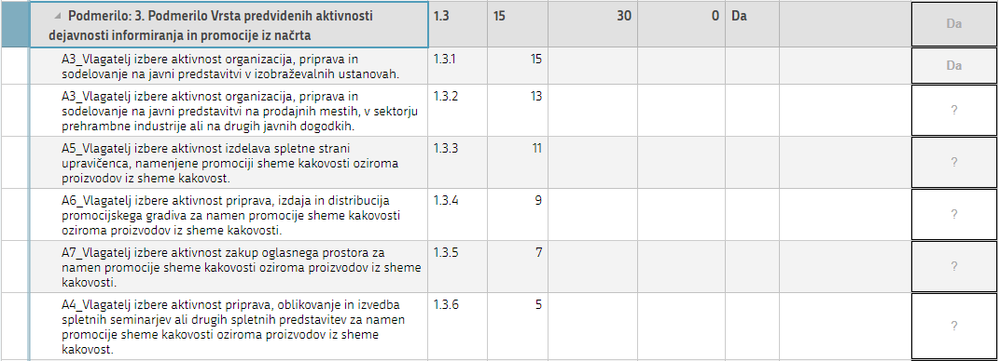 Podmerilo: 3. Podmerilo Vrsta predvidenih aktivnosti 1.3 15 30 0 Da Da
dejavnosti informiranja in promocije iz načrta
A3_Vlagatelj izbere aktivnost organizacija, priprava in 1.3.1 15 Da
sodelovanje na javni predstavitvi v izobraževalnih ustanovah.
A3_Vlagatelj izbere aktivnost organizacija, priprava in 1.3.2 13 ?
sodelovanje na javni predstavitvi na prodajnih mestih, v sektorju
prehrambne industrije ali na drugih javnih dogodkih.
A5_Vlagatelj izbere aktivnost izdelava spletne strani 1.3.3 11 ?
upravičenca, namenjene promociji sheme kakovosti oziroma
proizvodov iz sheme kakovost.
A6_Vlagatelj izbere aktivnost priprava, izdaja in distribucija 1.3.4 9 ?
promocijskega gradiva za namen promocije sheme kakovosti
oziroma proizvodov iz sheme kakovosti.
A7_Vlagatelj izbere aktivnost zakup oglasnega prostora za 1.3.5 7 ?
namen promocije sheme kakovosti oziroma proizvodov iz sheme
kakovosti.
A4_Vlagatelj izbere aktivnost priprava, oblikovanje in izvedba 1.3.6 5 ?
spletnih seminarjev ali drugih spletnih predstavitev za namen
promocije sheme kakovosti oziroma proizvodov iz sheme
kakovost.